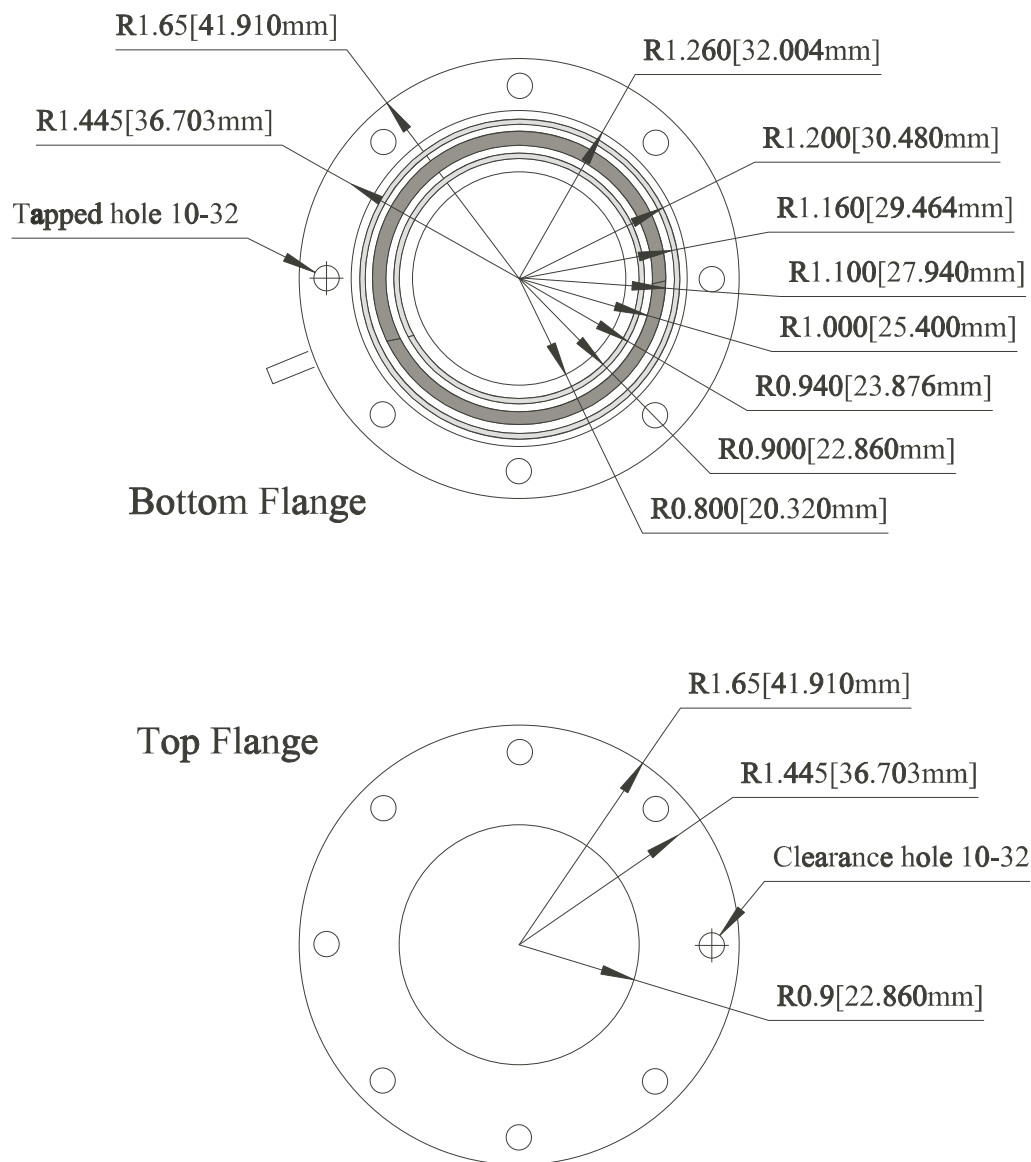 R1.65[41.910mm]
R1.260[32.004mm]
R1.445[36.703mm]
R1.200[30.480mm]
R1.160[29.464mm]
Tapped hole 10-32
R1.100[27.940mm]
R1.000[25.400mm]
R0.940[23.876mm]
R0.900[22.860mm]
Bottom Flange
R0.800[20.320mm]
R1.65[41.910mm]
Top Flange
R1.445[36.703mm]
Clearance hole 10-32
R0.9[22.860mm]